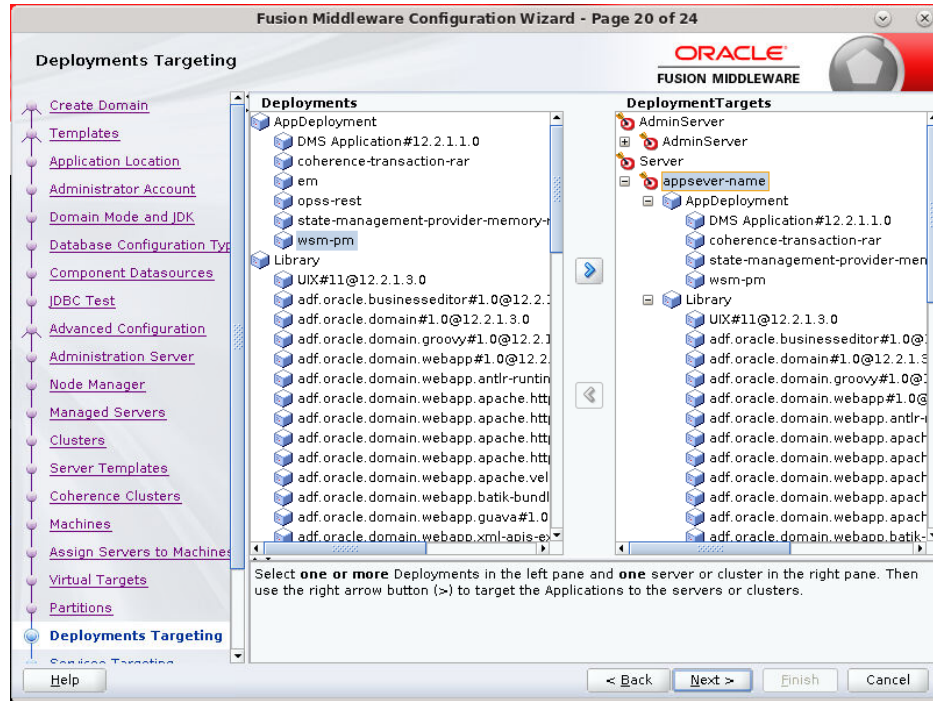 Fusion Middleware Configuration Wizard - Page 20 of 24
Deployments Targeting
ORACLE
FUSION MIDDLEWARE
Create Domain
Templates
Application Location
Administrator Account
Domain Mode and JDK
Database Configuration Typ
Component Datasources
JDBC Test
Advanced Configuration
Administration Server
Node Manager
Managed Servers
Clusters
Server Templates
Coherence Clusters
Machines
Assign Servers to Machines
Virtual Targets
Partitions
Deployments Targeting
Services Targeting
Deployments
AppDeployment
DMS Application#12.2.1.1.0
coherence-transaction-rar
em
opss-rest
state-management-provider-memory-r
wsm-pm
Library
UIX#11@12.2.1.3.0
adf.oracle.businesseditor#1.0@12.2.1
adf.oracle.domain#1.0@12.2.1.3.0
adf.oracle.domain.groovy#1.0@12.2.1
adf.oracle.domain.webapp#1.0@12.2.
adf.oracle.domain.webapp.antlr-runtin
adf.oracle.domain.webapp.apache.htt
adf.oracle.domain.webapp.apache.htt
adf.oracle.domain.webapp.apache.htt
adf.oracle.domain.webapp.apache.vel
adf.oracle.domain.webapp.batik-bundl
adf.oracle.domain.webapp.guava#1.0
adf.oracle.domain.webapp.xml-apis-ex
DeploymentTargets
AdminServer
AdminServer
Server
appsever-name
AppDeployment
DMS Application#12.2.1.1.0
coherence-transaction-rar
state-management-provider-men
wsm-pm
Library
UIX#11@12.2.1.3.0
adf.oracle.businesseditor#1.0@
adf.oracle.domain#1.0@12.2.1.3
adf.oracle.domain.groovy#1.0@
adf.oracle.domain.webapp#1.0@
adf.oracle.domain.webapp.antlr-r
adf.oracle.domain.webapp.apach
adf.oracle.domain.webapp.apach
adf.oracle.domain.webapp.apach
adf.oracle.domain.webapp.apach
adf.oracle.domain.webapp.batik-
Select one or more Deployments in the left pane and one server or cluster in the right pane. Then
use the right arrow button (>) to target the Applications to the servers or clusters.
Help
< Back
Next >
Finish
Cancel